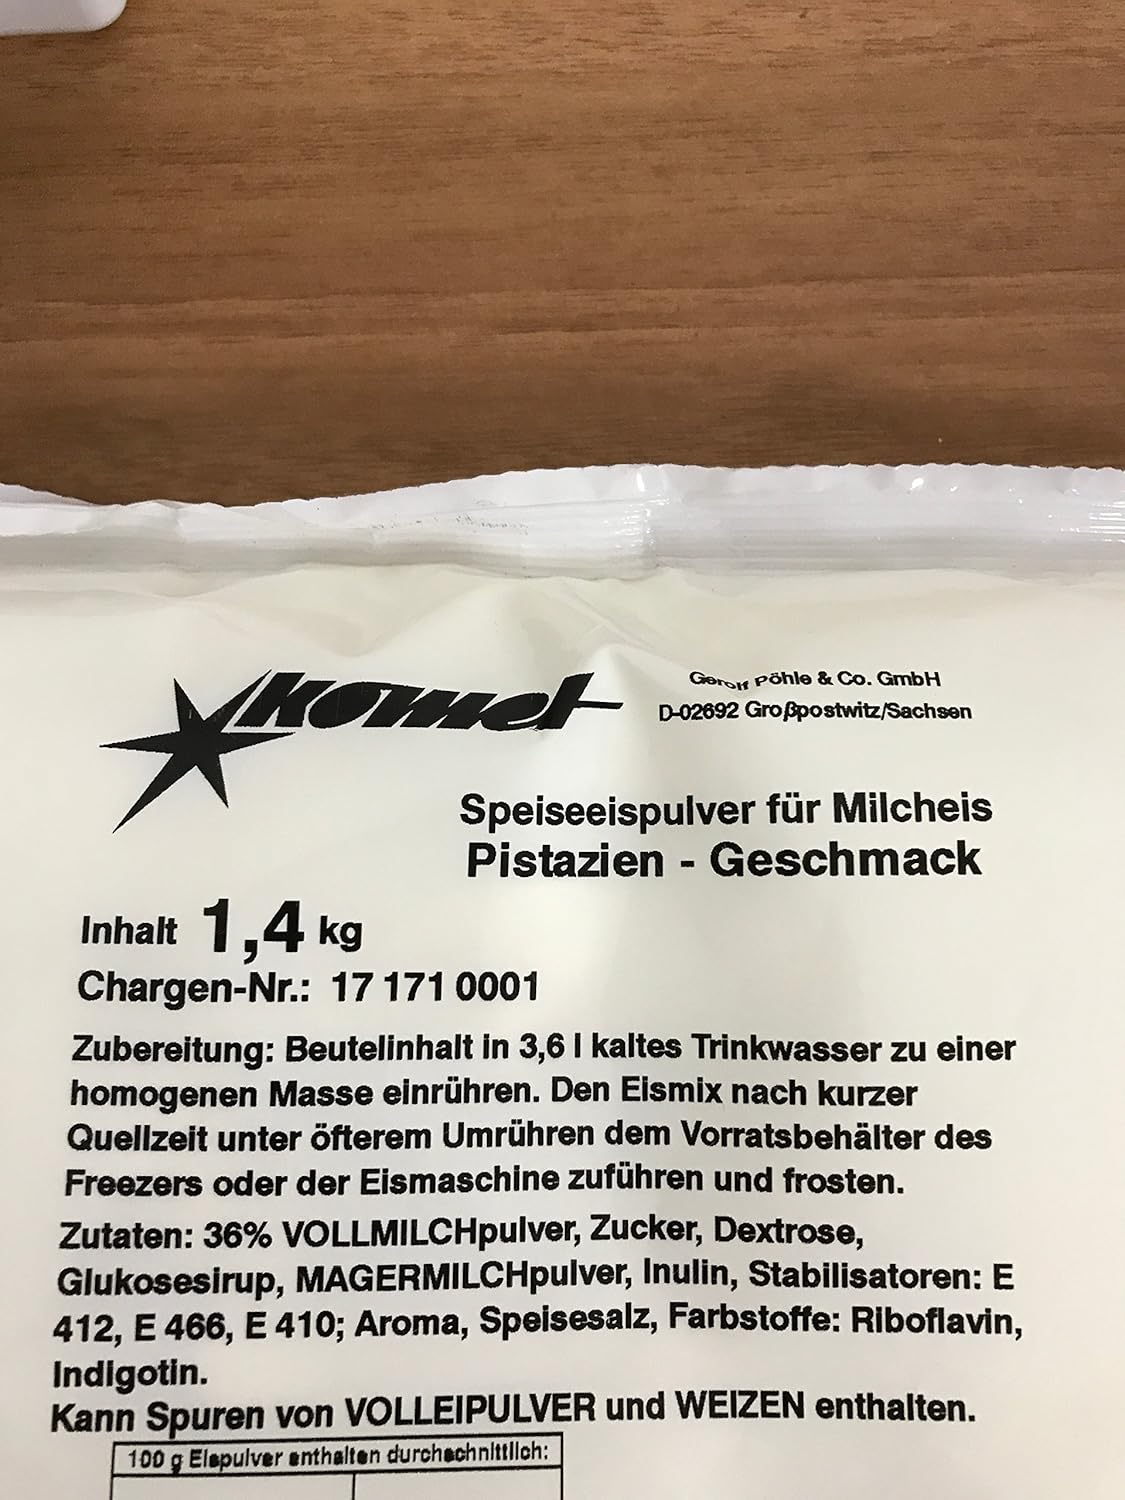 Komet
Gerolf Pöhle & Co. GmbH
D-02692 Großpostwitz/Sachsen
Speiseeispulver für Milcheis
Pistazien - Geschmack
Inhalt 1,4 kg
Chargen-Nr.: 17 171 0001
Zubereitung: Beutelinhalt in 3,6 l kaltes Trinkwasser zu einer
homogenen Masse einrühren. Den Eismix nach kurzer
Quellzeit unter öfterem Umrühren dem Vorratsbehälter des
Freezers oder der Eismaschine zuführen und frosten.
Zutaten: 36% VOLLMILCHpulver, Zucker, Dextrose,
Glukosesirup, MAGERMILCHpulver, Inulin, Stabilisatoren: E
412, E 466, E 410; Aroma, Speisesalz, Farbstoffe: Riboflavin,
Indigotin.
Kann Spuren von VOLLEIPULVER und WEIZEN enthalten.
100 g Eispulver enthalten durchschnittlich: